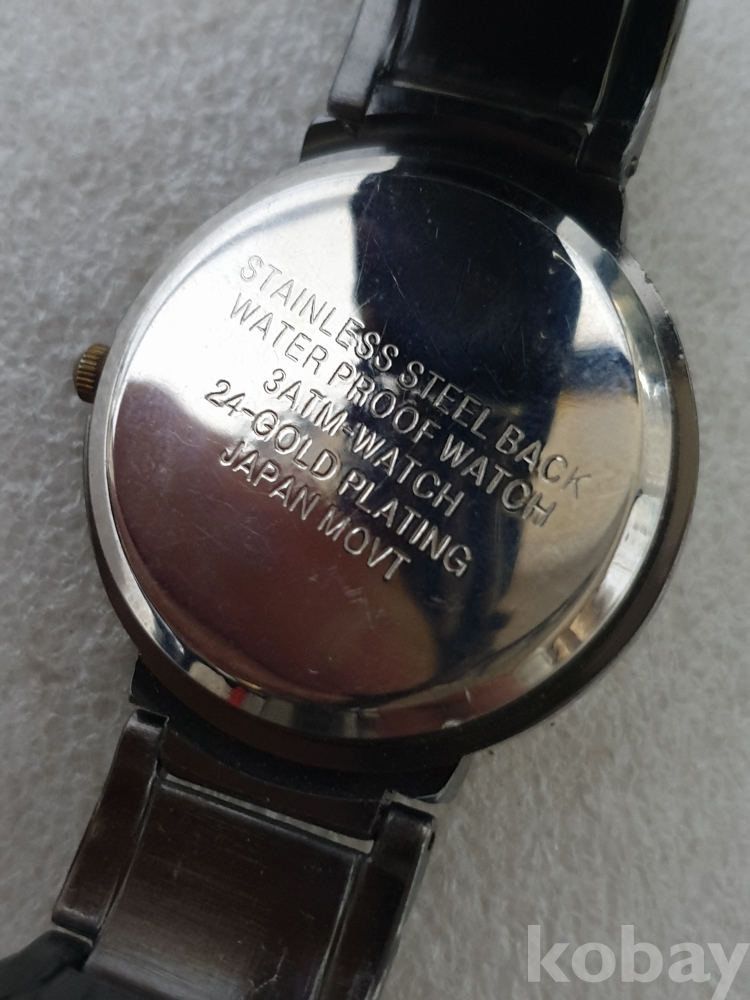 STAINLESS STEEL BACK
WATER PROOF WATCH
3ATM-WATCH
24-GOLD PLATING
JAPAN MOVT
kobay